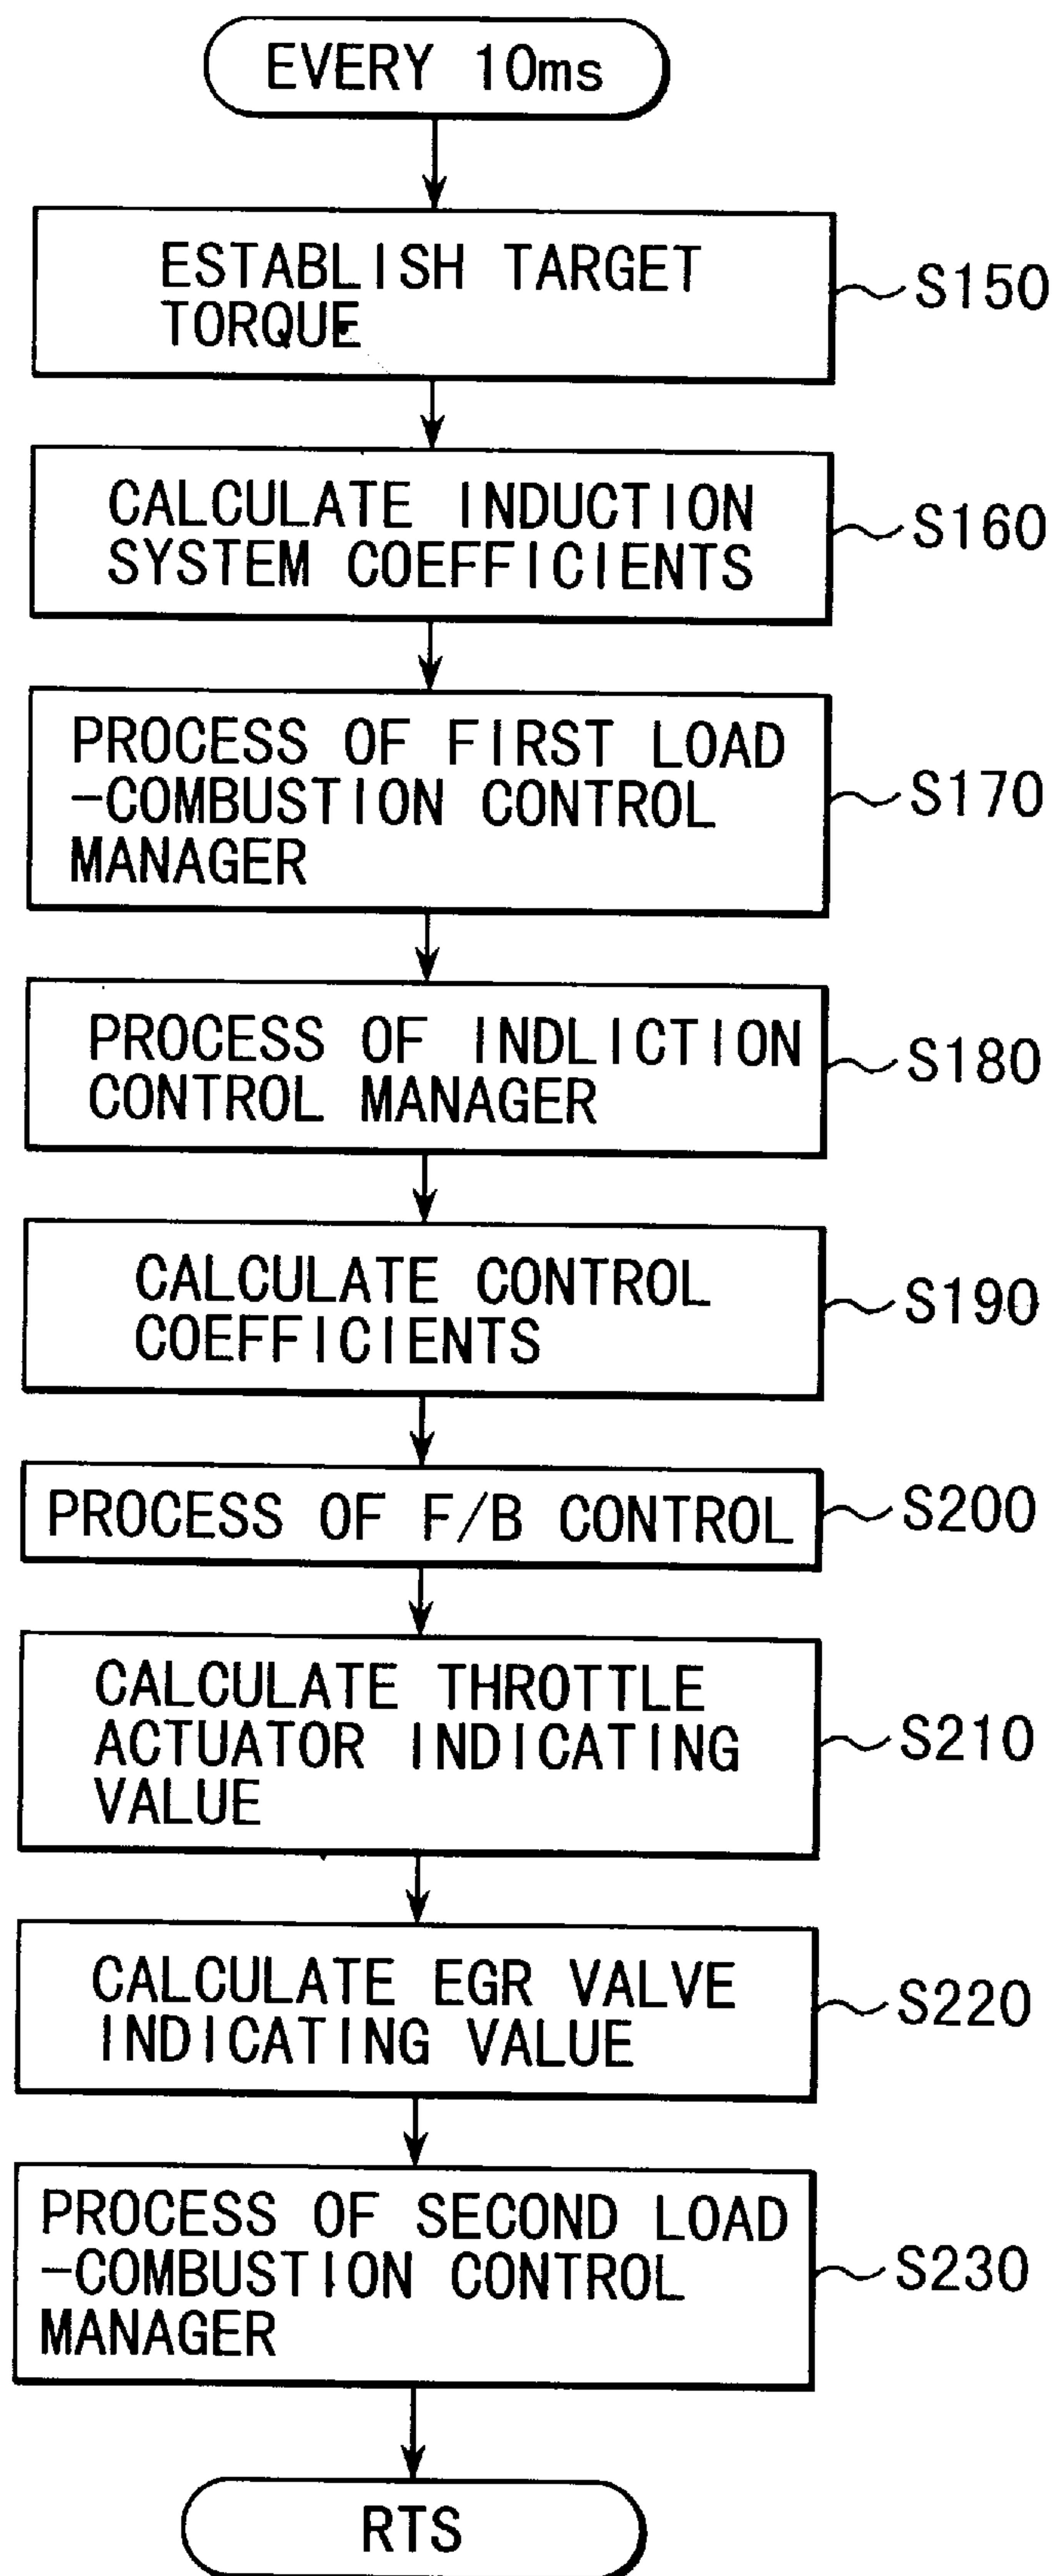 EVERY 10ms
ESTABLISH TARGET
TORQUE
S150
CALCULATE INDUCTION
SYSTEM COEFFICIENTS
S160
PROCESS OF FIRST LOAD
-COMBUSTION CONTROL
MANAGER
S170
PROCESS OF INDLICTION
CONTROL MANAGER
S180
CALCULATE CONTROL
COEFFICIENTS
S190
PROCESS OF F/B CONTROL
S200
CALCULATE THROTTLE
ACTUATOR INDICATING
VALUE
S210
CALCULATE EGR VALVE
INDICATING VALUE
S220
PROCESS OF SECOND LOAD
-COMBUSTION CONTROL
MANAGER
S230
RTS